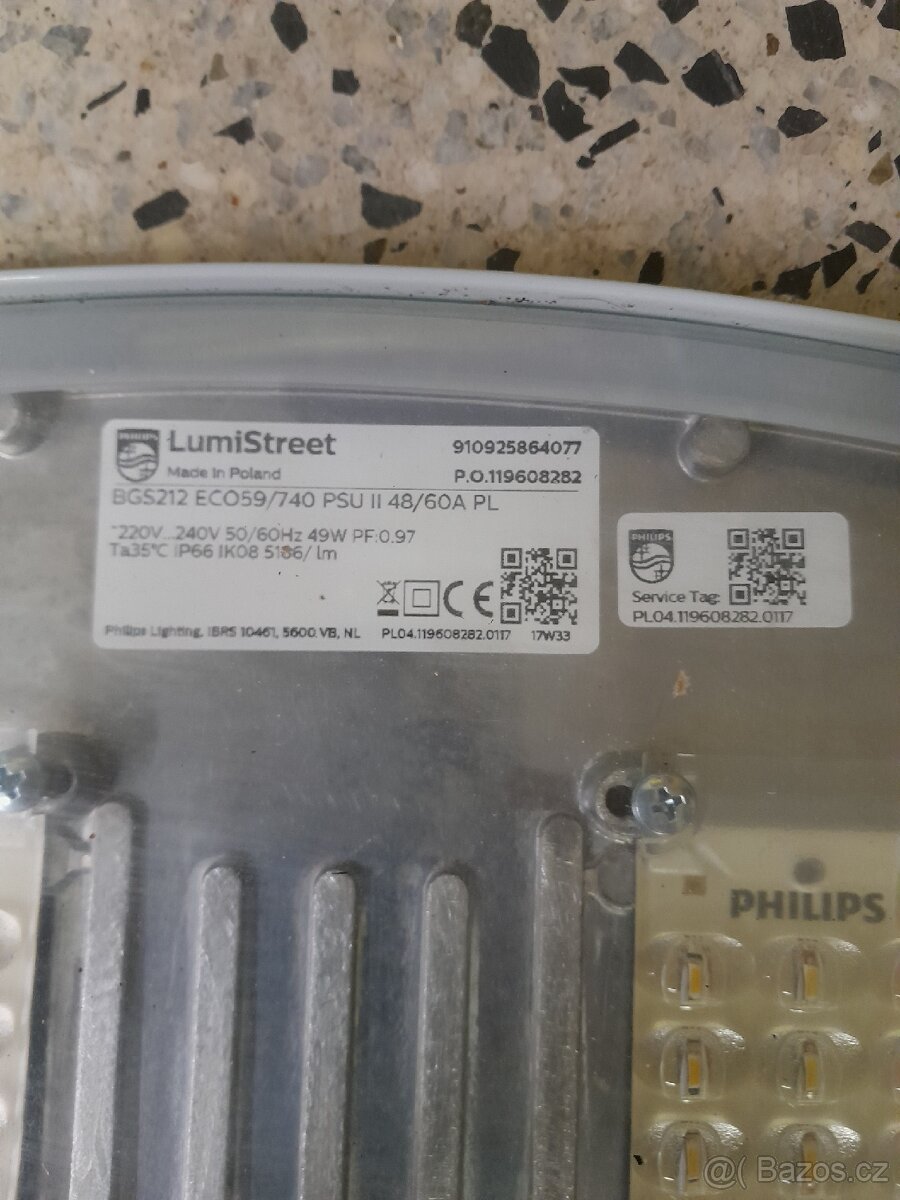 PHILIPS
LumiStreet
910925864077
Made in Poland
P.O.119608282
BGS212 ECO59/740 PSU II 48/60A PL
~220V...240V 50/60Hz 49W PF:0.97
Ta35°C IP66 IK08 lm
CE
Philips Lighting, IBRS 10461, 5600 VB, NL
PL04.119608282.0117
17W33
PHILIPS
Service Tag:
PL04.119608282.0117
PHILIPS
@( Bazos.cz